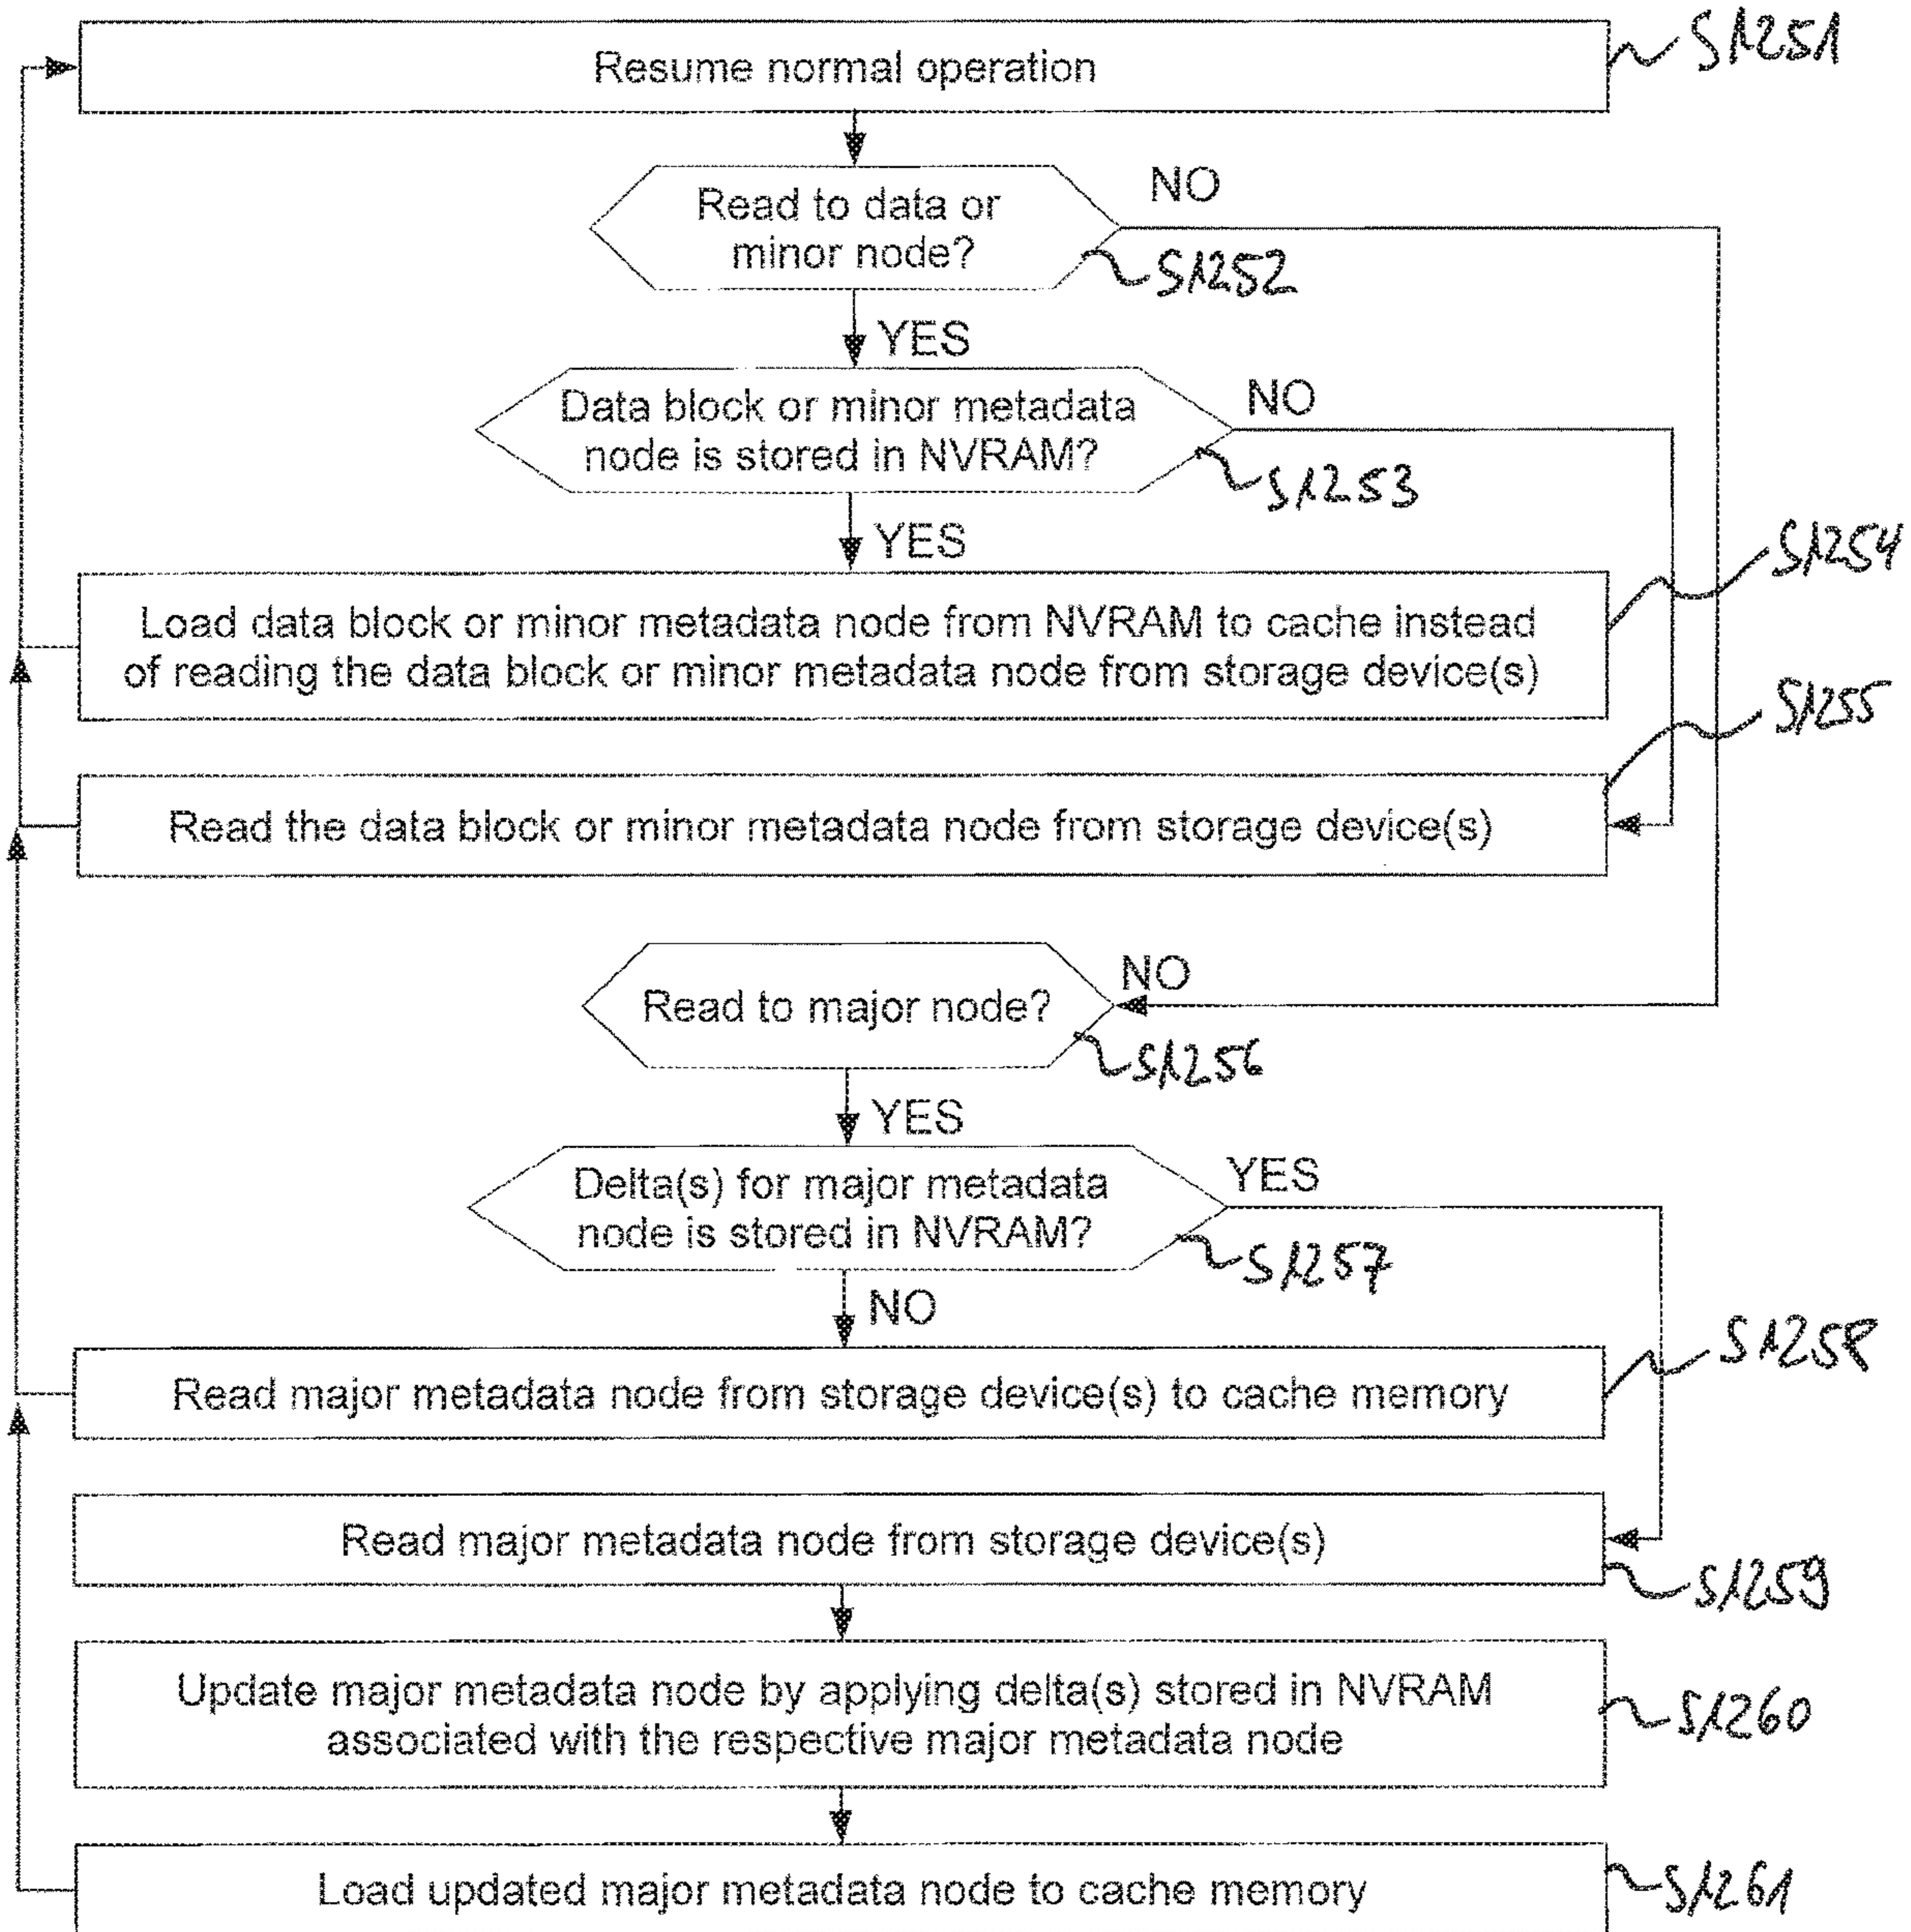 Resume normal operation
S1251
Read to data or
minor node?
NO
S1252
YES
Data block or minor metadata
node is stored in NVRAM?
NO
S1253
YES
S1254
Load data block or minor metadata node from NVRAM to cache instead
of reading the data block or minor metadata node from storage device(s)
S1255
Read the data block or minor metadata node from storage device(s)
Read to major node?
NO
S1256
YES
Delta(s) for major metadata
node is stored in NVRAM?
YES
S1257
NO
S1258
Read major metadata node from storage device(s) to cache memory
Read major metadata node from storage device(s)
S1259
Update major metadata node by applying delta(s) stored in NVRAM
associated with the respective major metadata node
S1260
Load updated major metadata node to cache memory
S1261